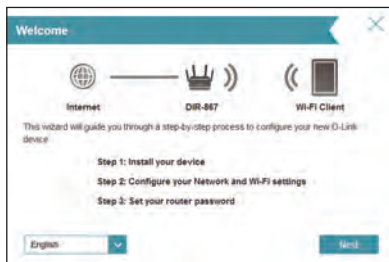 Welcome
Internet
DIR-867
Wi-Fi Client
This wizard will guide you through a step-by-step process to configure your new D-Link
device
Step 1: Install your device
Step 2: Configure your Network and Wi-Fi settings
Step 3: Set your router password
English
Next